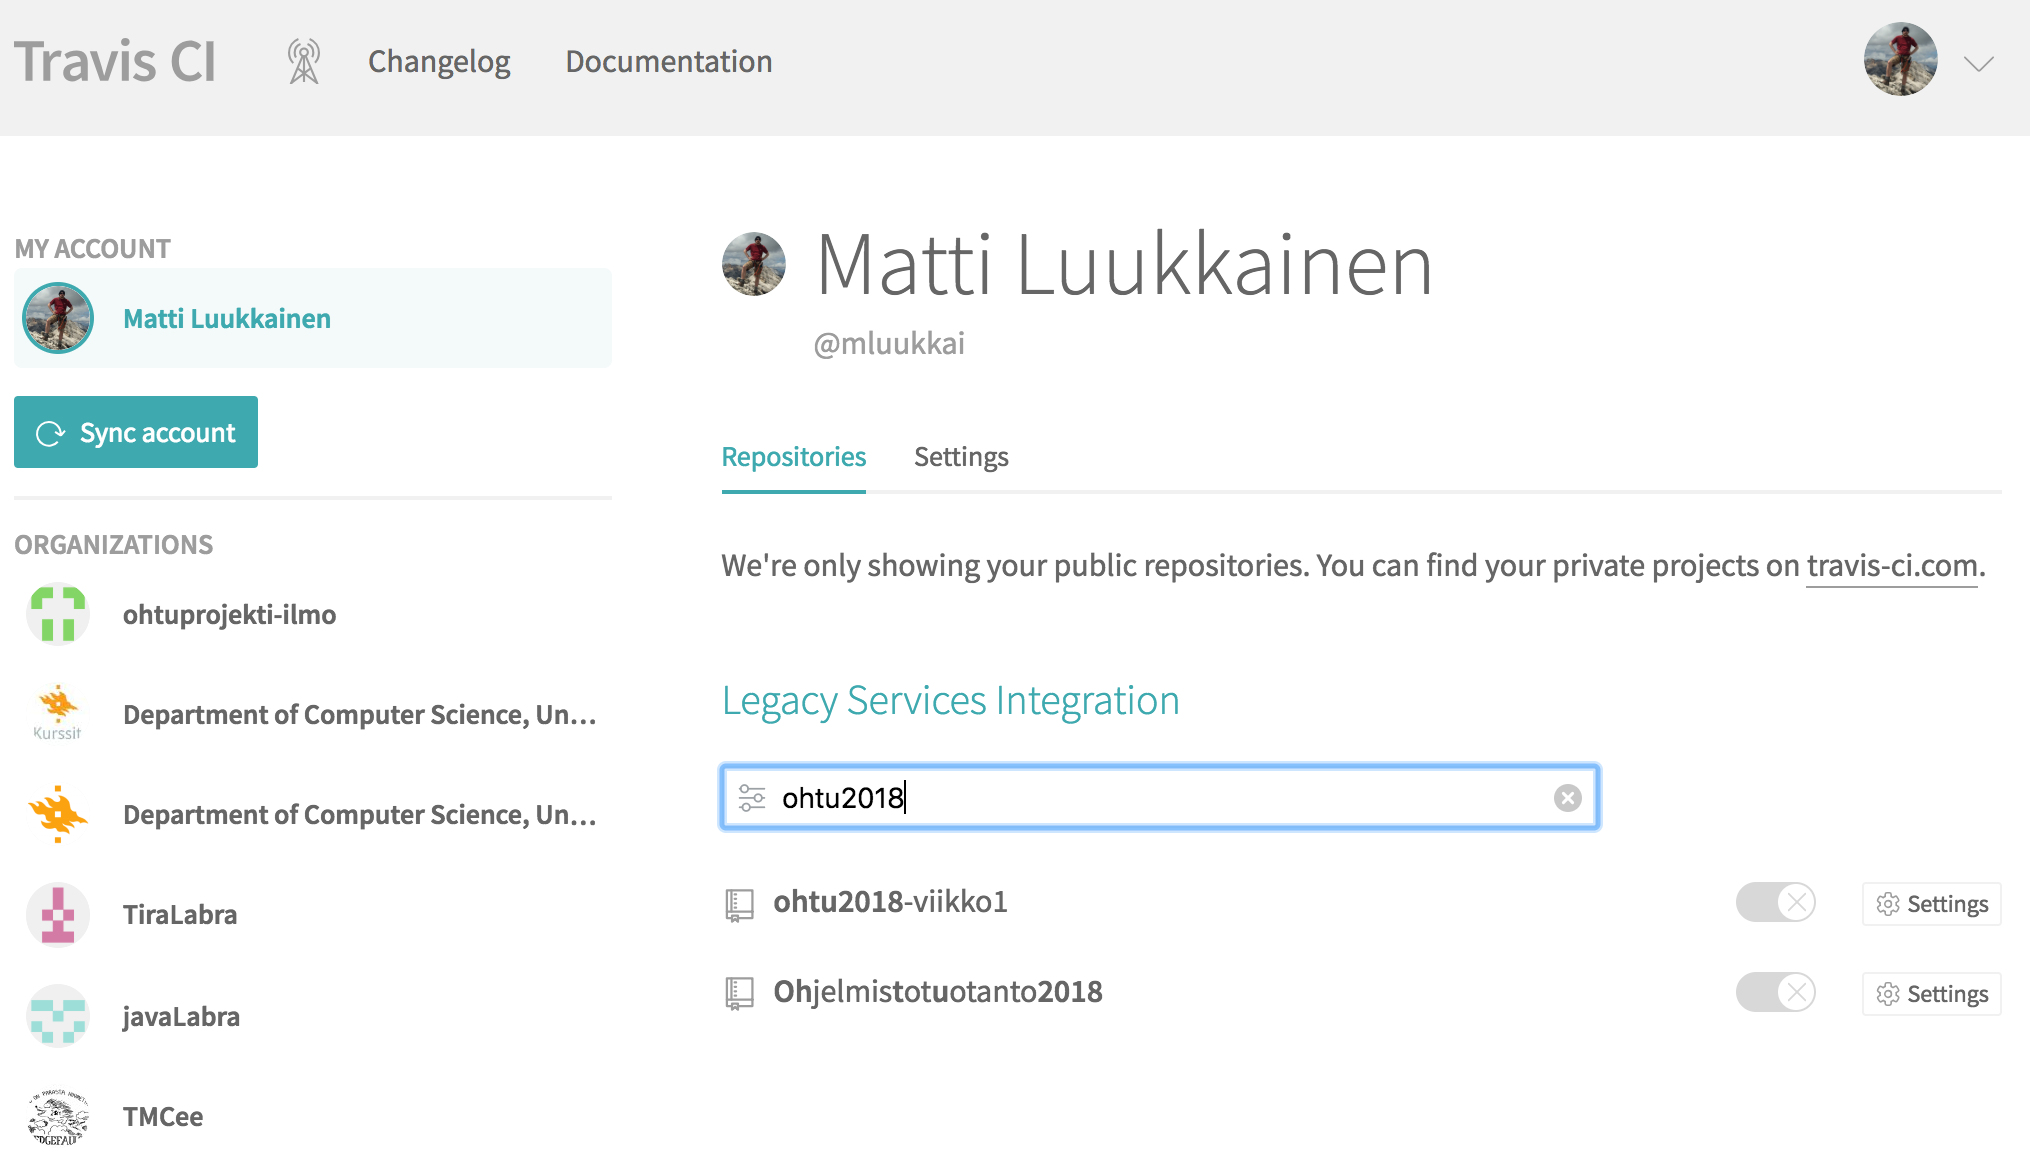 Travis CI
Changelog
Documentation
MY ACCOUNT
Matti Luukkainen
Sync account
ORGANIZATIONS
ohtuprojekti-ilmo
Kurssit
Department of Computer Science, Un…
Department of Computer Science, Un…
TiraLabra
javaLabra
TMCee
Matti Luukkainen
@mluukkai
Repositories
Settings
We're only showing your public repositories. You can find your private projects on travis-ci.com.
Legacy Services Integration
ohtu2018
ohtu2018-viikko1
Settings
Ohjelmistotuotanto2018
Settings